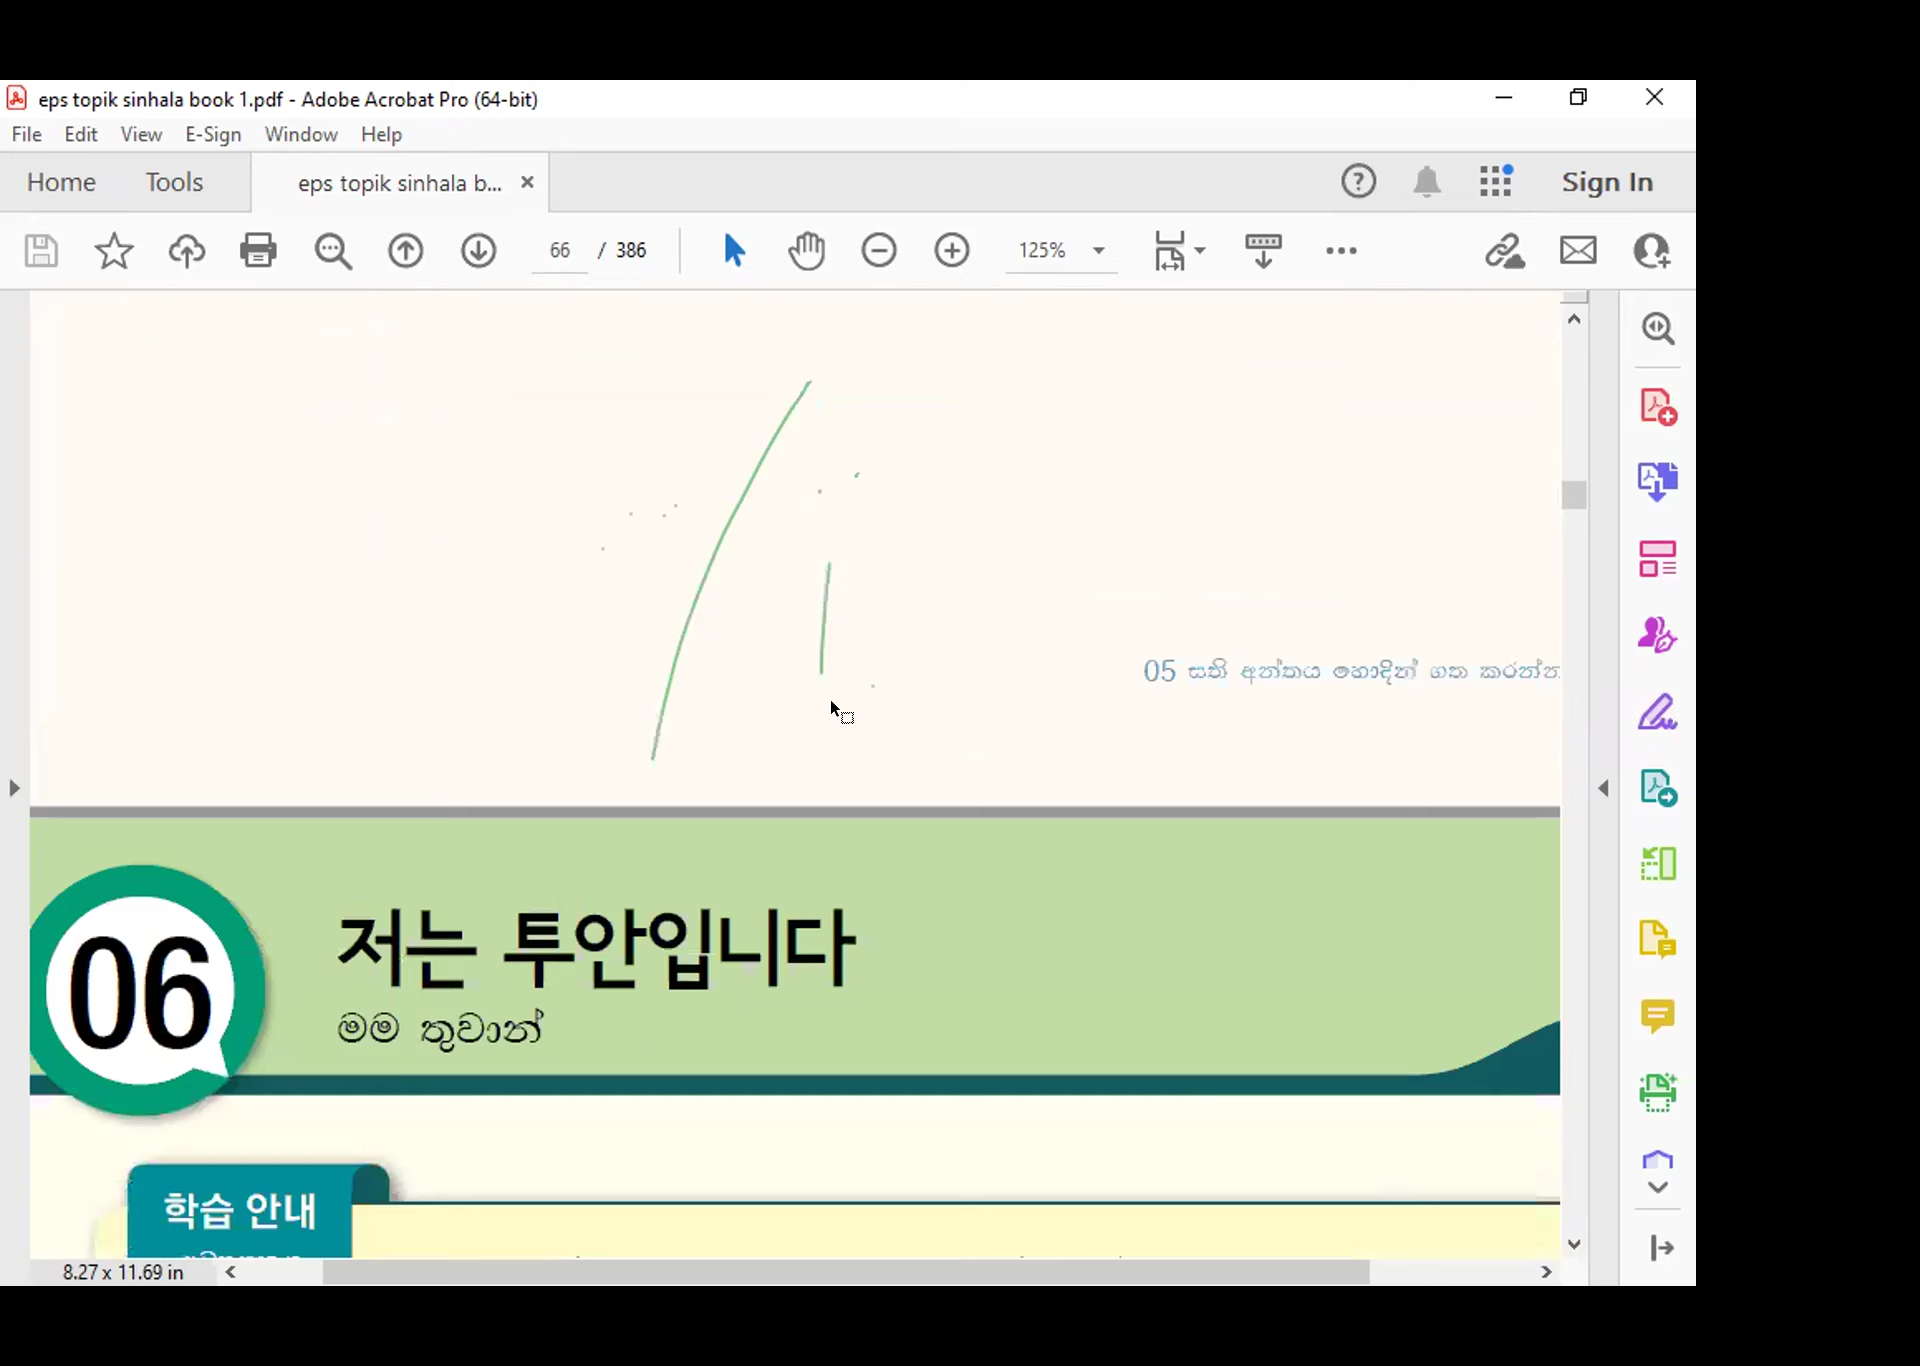 eps topik sinhala book 1.pdf - Adobe Acrobat Pro (64-bit)
File Edit View E-Sign Window Help
Home Tools eps topik sinhala b... × Sign In
66 / 386 125%
05 සති අන්තය හොදින් ගත කරන්න
06
저는 투안입니다
මම තුවාන්
학습 안내
8.27 x 11.69 in